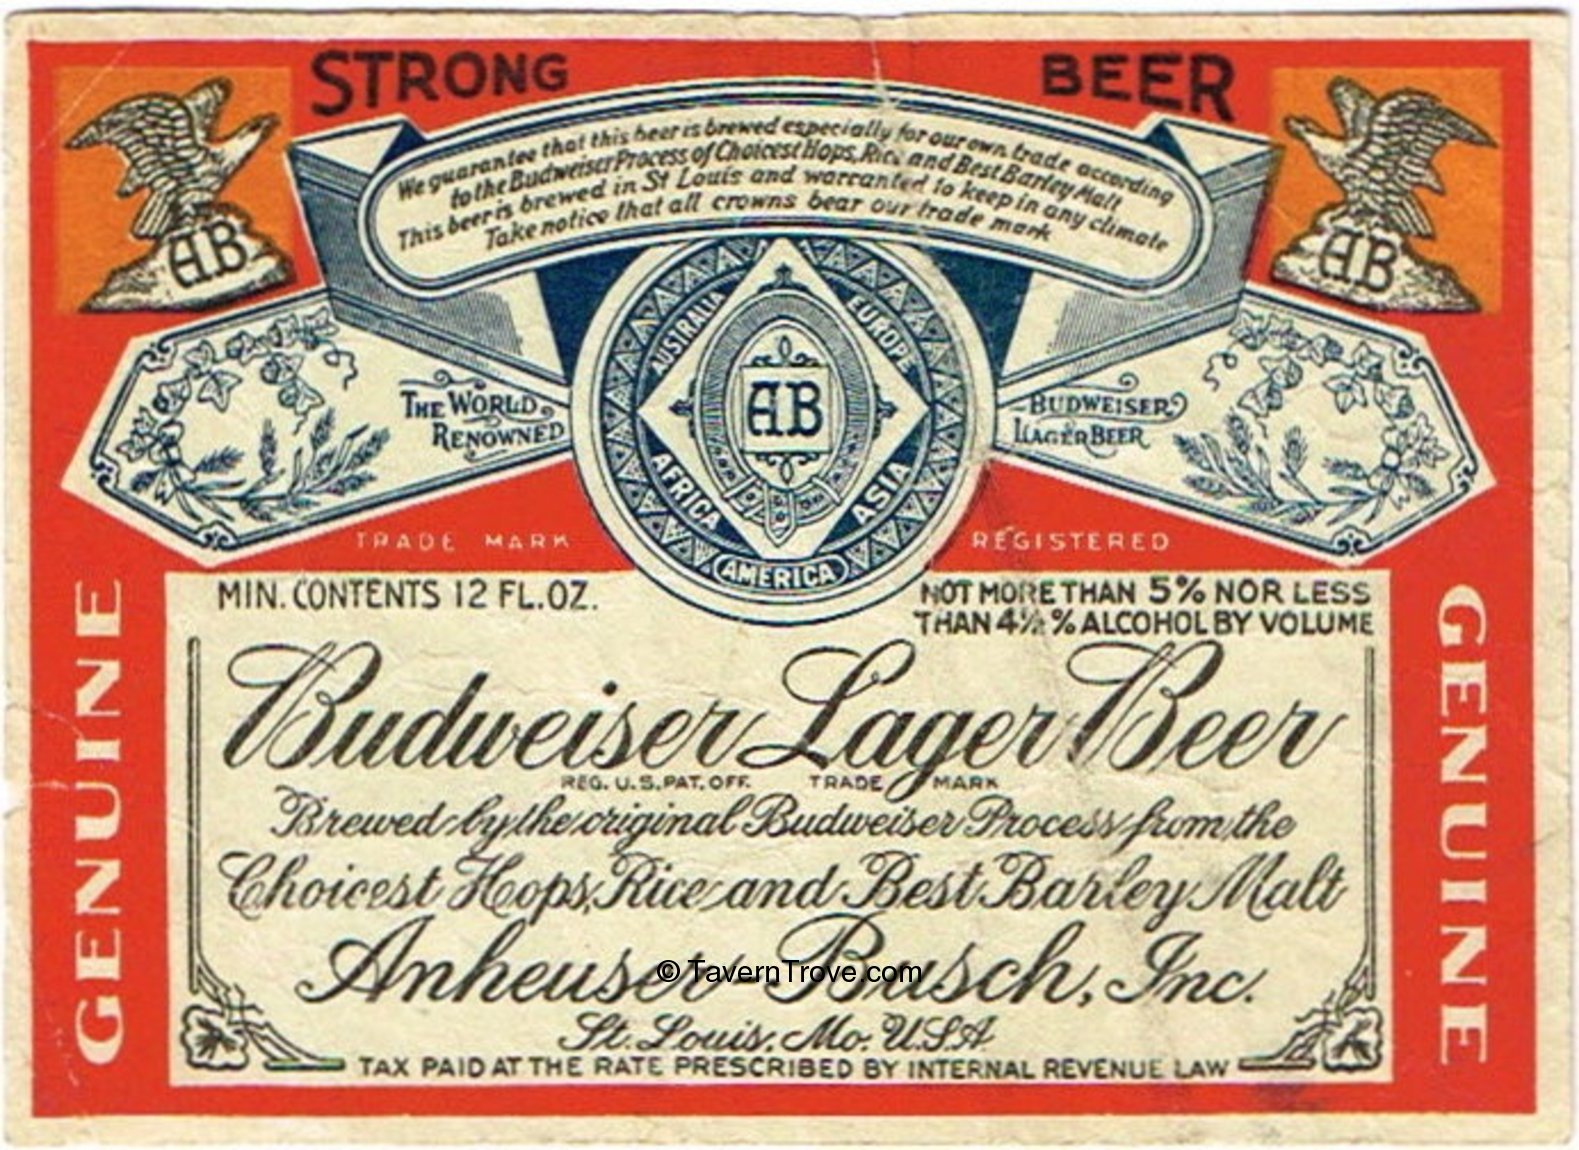 STRONG BEER
We guarantee that this beer is brewed especially for our own trade according
to the Budweiser Process of Choicest Hops, Rice and Best Barley Malt
This beer is brewed in St Louis and warranted to keep in any climate
Take notice that all crowns bear our trade mark
AB
AB
AUSTRALIA
EUROPE
THE WORLD
RENOWNED
AB
BUDWEISER
LAGER BEER
AFRICA
ASIA
AMERICA
TRADE MARK
REGISTERED
GENUINE
GENUINE
MIN. CONTENTS 12 FL. OZ.
NOT MORE THAN 5% NOR LESS
THAN 4½% ALCOHOL BY VOLUME
Budweiser Lager Beer
REG. U.S. PAT. OFF. TRADE MARK
Brewed by the original Budweiser Process from the
Choicest Hops, Rice and Best Barley Malt
Anheuser-Busch, Inc.
© TavernTrove.com
St. Louis, Mo. U.S.A
TAX PAID AT THE RATE PRESCRIBED BY INTERNAL REVENUE LAW